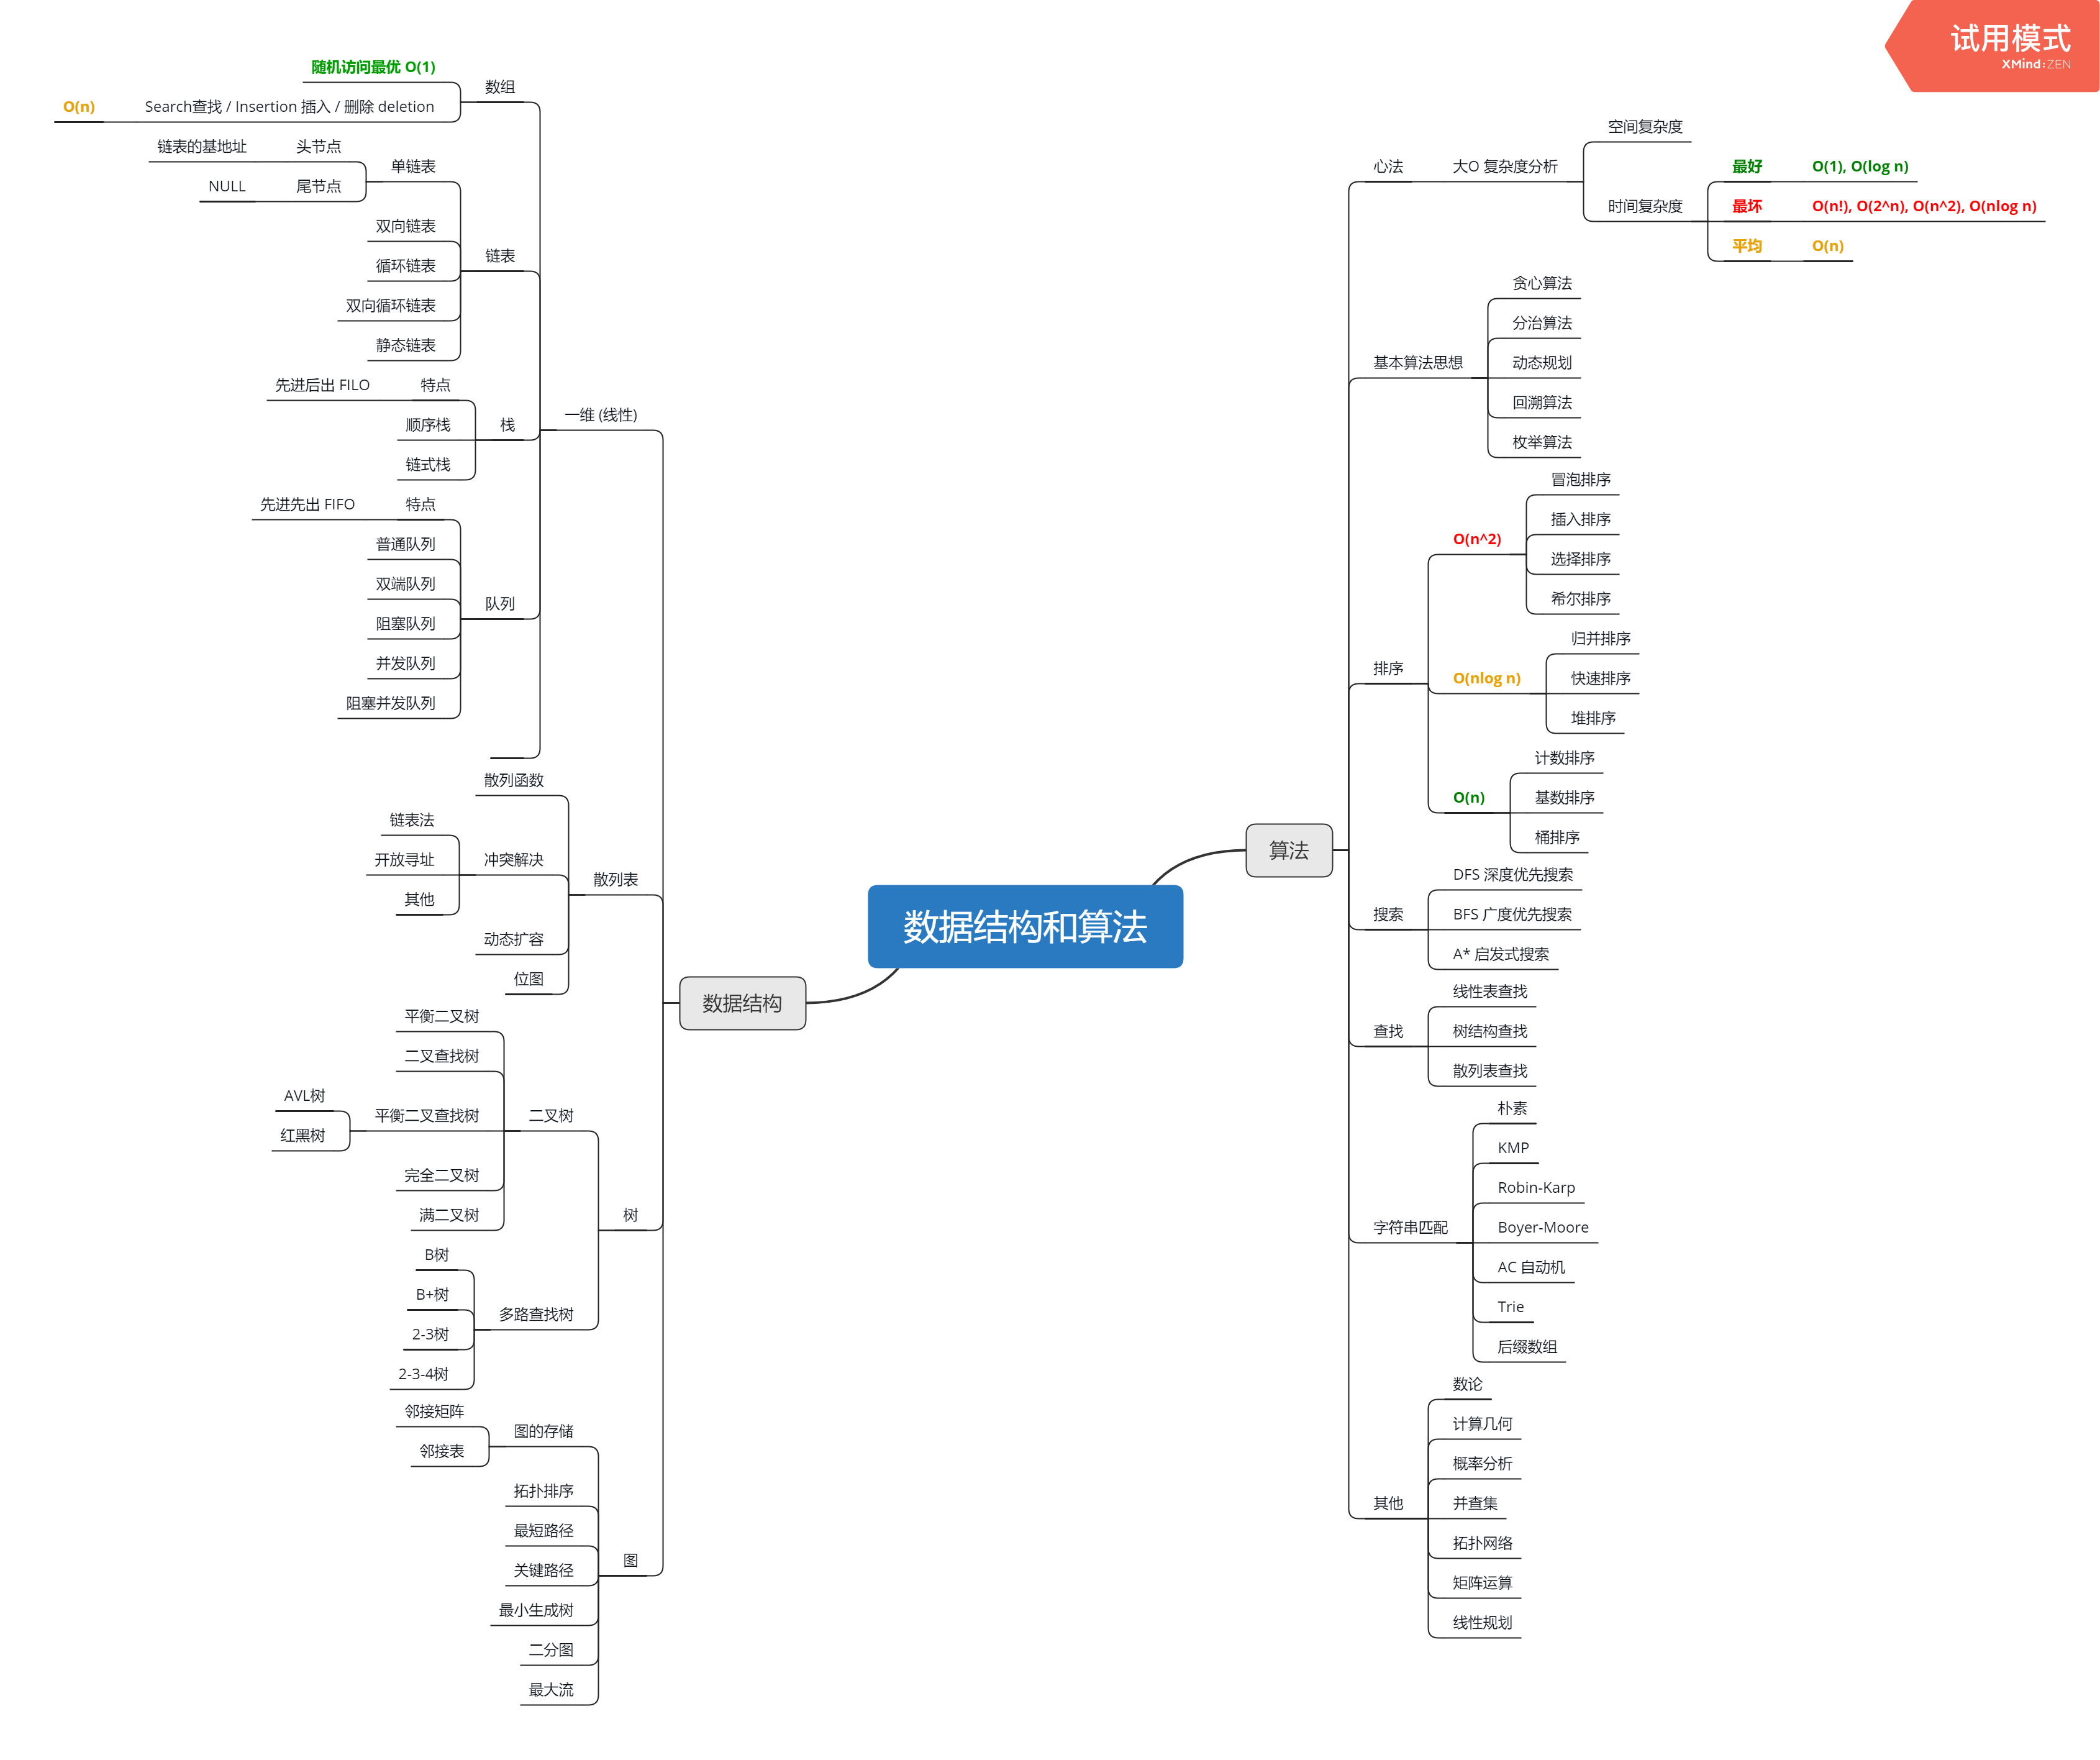 试用模式
XMind:ZEN
数据结构和算法
数据结构
一维 (线性)
数组
随机访问最优 O(1)
Search查找 / Insertion 插入 / 删除 deletion
O(n)
链表
单链表
头节点
链表的基地址
尾节点
NULL
双向链表
循环链表
双向循环链表
静态链表
栈
特点
先进后出 FILO
顺序栈
链式栈
队列
特点
先进先出 FIFO
普通队列
双端队列
阻塞队列
并发队列
阻塞并发队列
散列表
散列函数
冲突解决
链表法
开放寻址
其他
动态扩容
位图
树
二叉树
平衡二叉树
二叉查找树
平衡二叉查找树
AVL树
红黑树
完全二叉树
满二叉树
多路查找树
B树
B+树
2-3树
2-3-4树
图
图的存储
邻接矩阵
邻接表
拓扑排序
最短路径
关键路径
最小生成树
二分图
最大流
算法
心法
大O 复杂度分析
空间复杂度
时间复杂度
最好
O(1), O(log n)
最坏
O(n!), O(2^n), O(n^2), O(nlog n)
平均
O(n)
基本算法思想
贪心算法
分治算法
动态规划
回溯算法
枚举算法
排序
O(n^2)
冒泡排序
插入排序
选择排序
希尔排序
O(nlog n)
归并排序
快速排序
堆排序
O(n)
计数排序
基数排序
桶排序
搜索
DFS 深度优先搜索
BFS 广度优先搜索
A* 启发式搜索
查找
线性表查找
树结构查找
散列表查找
字符串匹配
朴素
KMP
Robin-Karp
Boyer-Moore
AC 自动机
Trie
后缀数组
其他
数论
计算几何
概率分析
并查集
拓扑网络
矩阵运算
线性规划